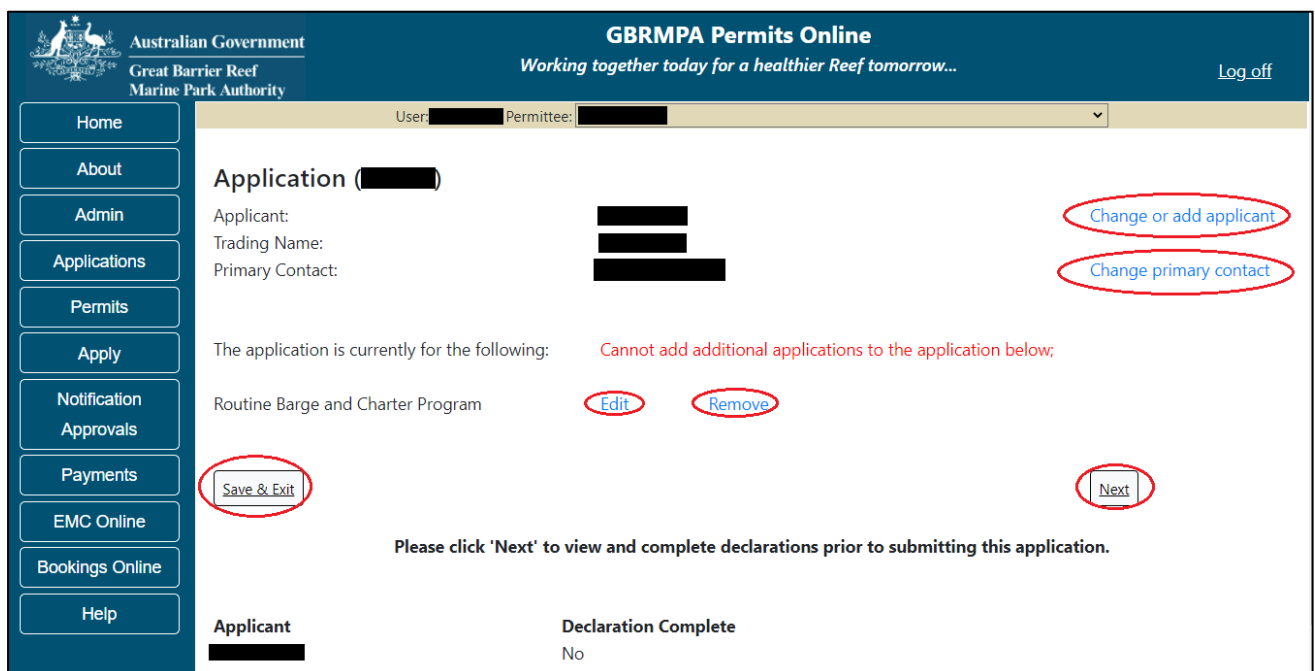 Australian Government
Great Barrier Reef
Marine Park Authority
GBRMPA Permits Online
Working together today for a healthier Reef tomorrow...
Log off
Home
About
Admin
Applications
Permits
Apply
Notification
Approvals
Payments
EMC Online
Bookings Online
Help
User: Permittee:
Application ( )
Applicant: Change or add applicant
Trading Name:
Primary Contact: Change primary contact
The application is currently for the following: Cannot add additional applications to the application below;
Routine Barge and Charter Program Edit Remove
Save & Exit Next
Please click 'Next' to view and complete declarations prior to submitting this application.
Applicant Declaration Complete
No